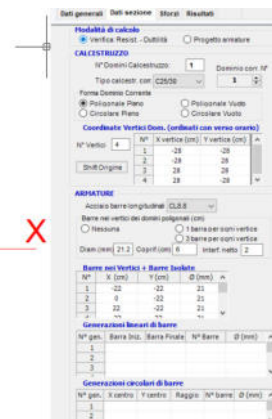 Dati generali Dati sezione Sforzi Risultati
Modalità di calcolo
Verifica Resist. - Duttilità Progetto armature
CALCESTRUZZO
N° Domini Calcestruzzo: 1 Dominio corr. N°
Tipo calcestr. corr. C25/30 1
Forma Dominio Corrente
Poligonale Pieno Poligonale Vuoto
Circolare Pieno Circolare Vuoto
Coordinate Vertici Dom. (ordinati con verso orario)
N° Vertici 4
N° X vertice (cm) Y vertice (cm)
1 -28 -28
2 -28 28
3 28 28
4 28 -28
Shift Origine
ARMATURE
Acciaio barre longitudinali CL8.8
Barre nei vertici dei domini poligonali (cm)
Nessuna 1 barra per ogni vertice
3 barre per ogni vertice
Diam.(mm) 21.2 Coprif.(cm) 6 Interf. netto 2
Barre nei Vertici + Barre Isolate
N° X (cm) Y (cm) Ø (mm)
1 -22 -22 21
2 0 -22 21
3 22 -22 21
Generazioni lineari di barre
N° gen. Barra Iniz. Barra Finale N° Barre Ø (mm)
1
2
3
Generazioni circolari di barre
N° gen. X centro Y centro Raggio N° barre Ø (mm)
1
2
X